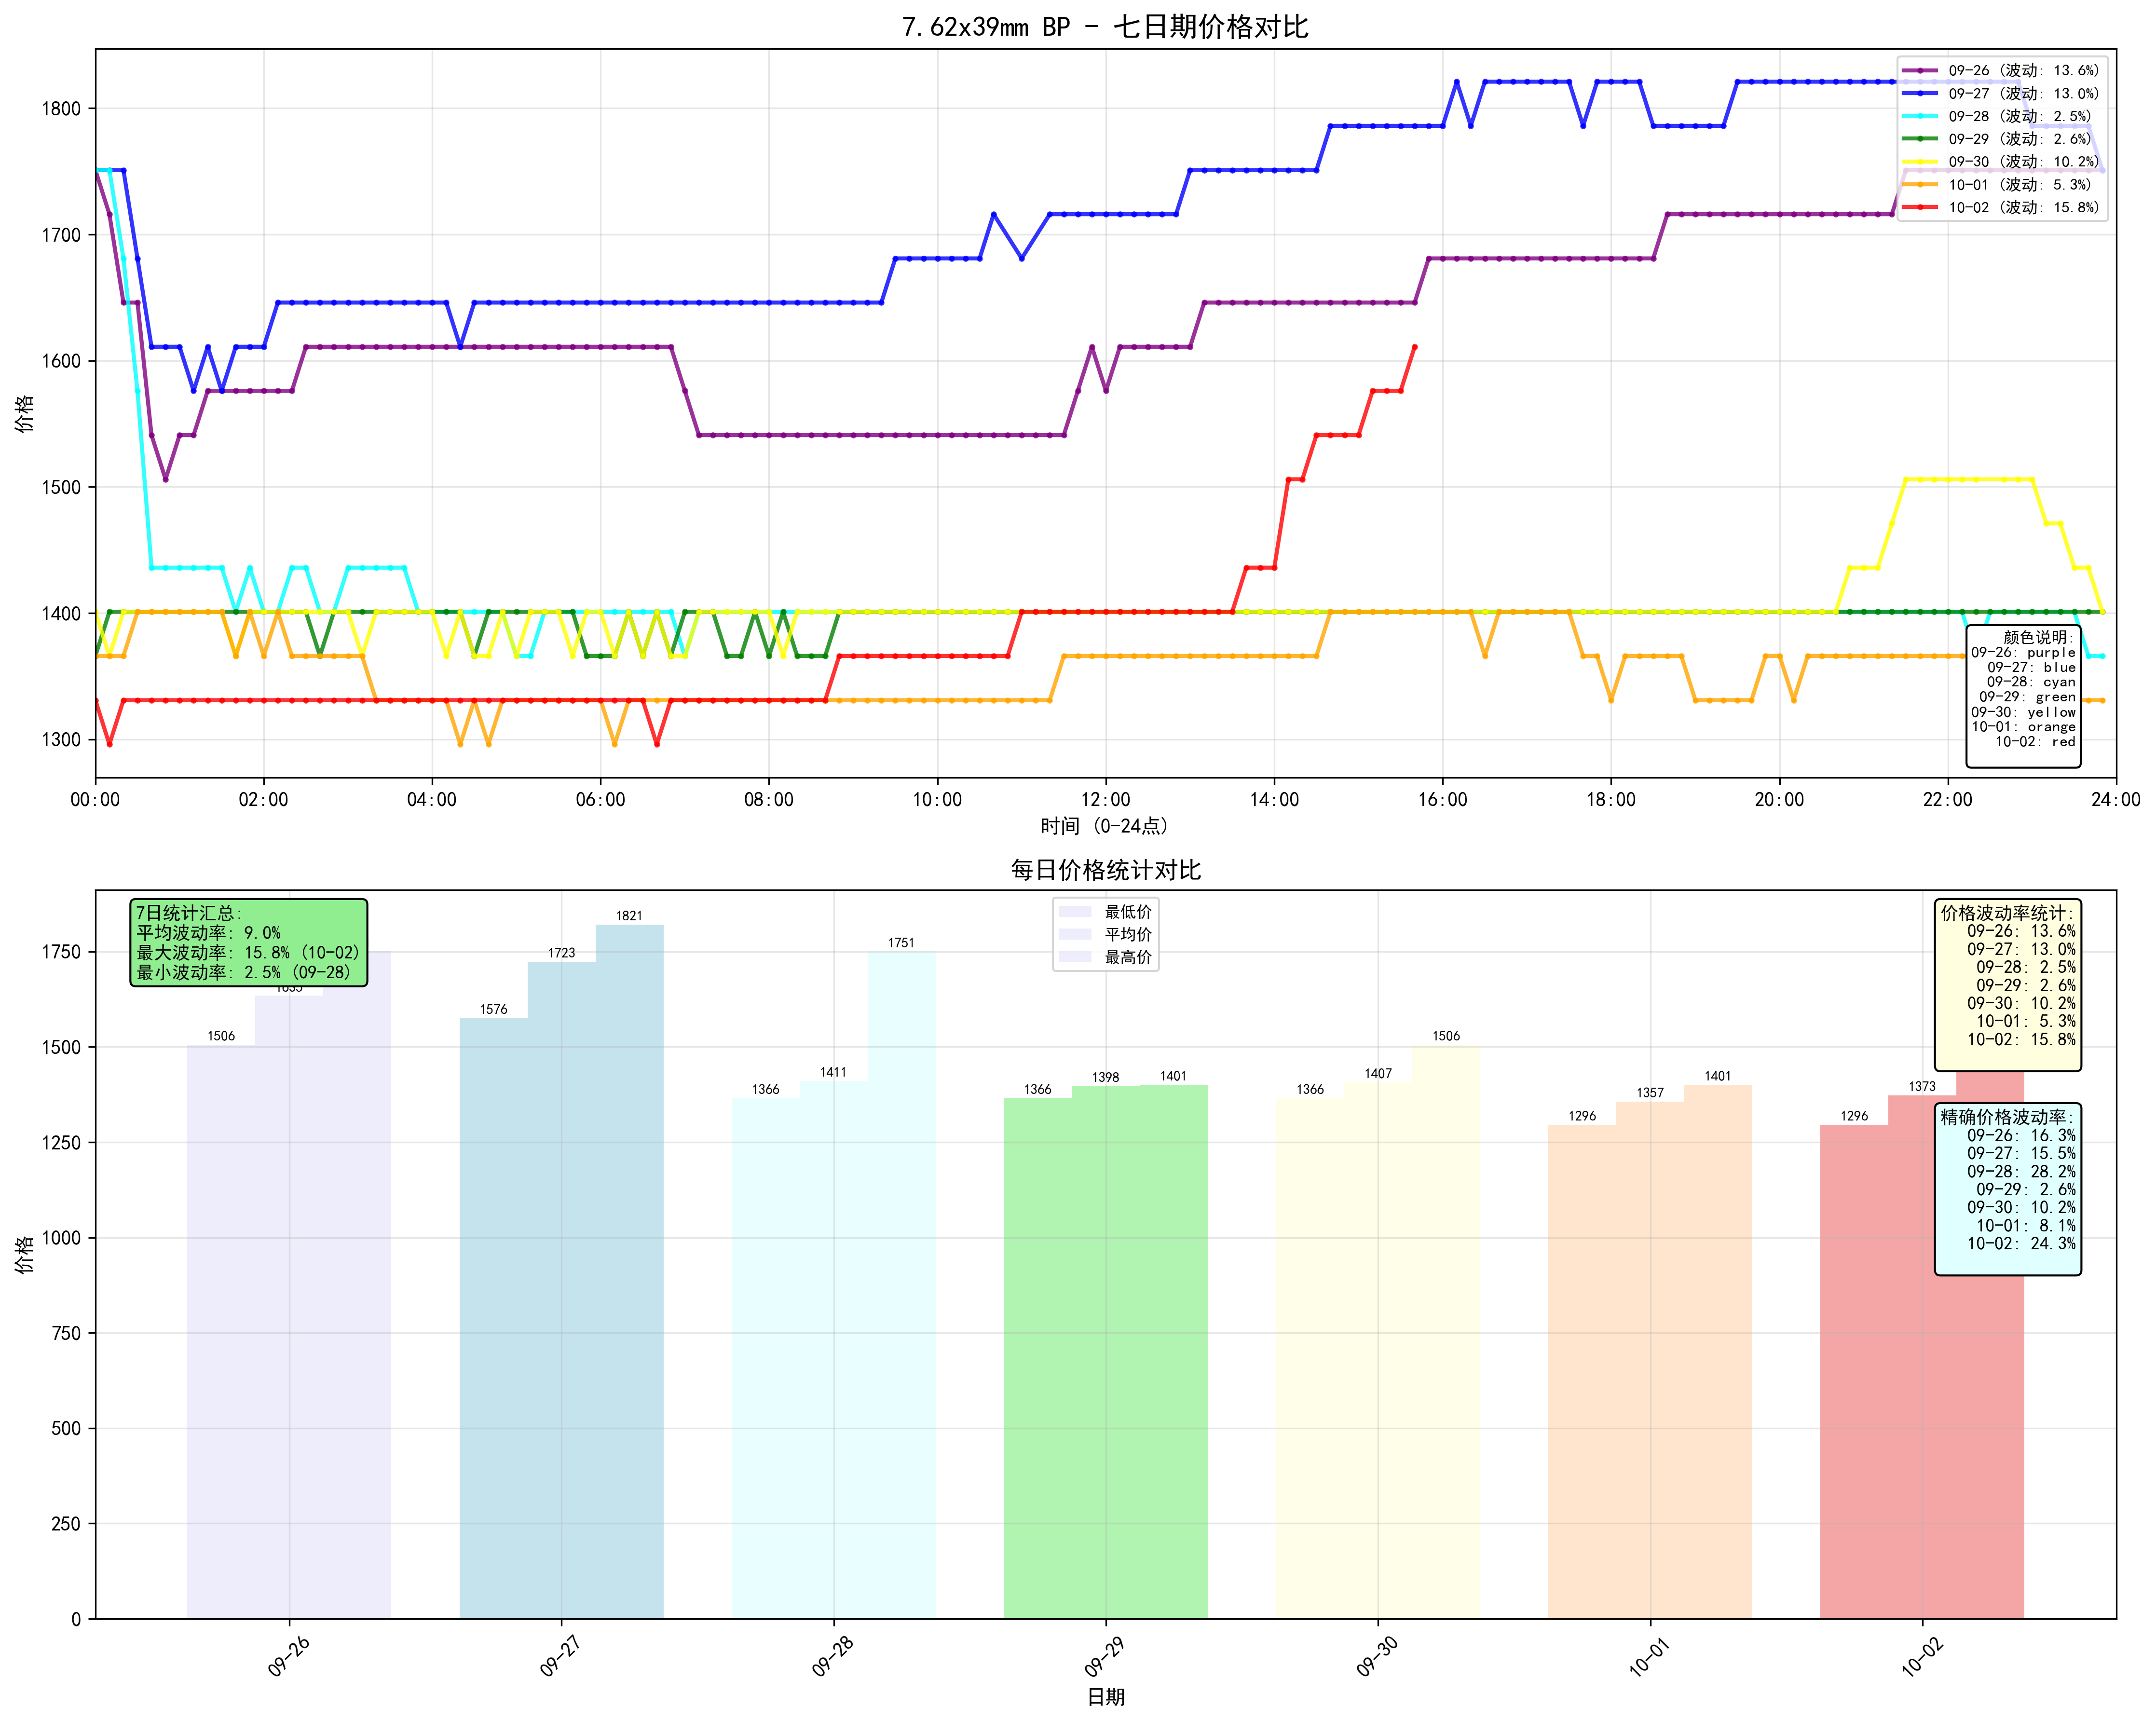 7.62x39mm BP - 七日期价格对比
09-26 (波动: 13.6%)
09-27 (波动: 13.0%)
09-28 (波动: 2.5%)
09-29 (波动: 2.6%)
09-30 (波动: 10.2%)
10-01 (波动: 5.3%)
10-02 (波动: 15.8%)
价格
1800
1700
1600
1500
1400
1300
颜色说明:
09-26: purple
09-27: blue
09-28: cyan
09-29: green
09-30: yellow
10-01: orange
10-02: red
00:00 02:00 04:00 06:00 08:00 10:00 12:00 14:00 16:00 18:00 20:00 22:00 24:00
时间 (0-24点)
每日价格统计对比
7日统计汇总:
平均波动率: 9.0%
最大波动率: 15.8% (10-02)
最小波动率: 2.5% (09-28)
最低价
平均价
最高价
价格波动率统计:
09-26: 13.6%
09-27: 13.0%
09-28: 2.5%
09-29: 2.6%
09-30: 10.2%
10-01: 5.3%
10-02: 15.8%
精确价格波动率:
09-26: 16.3%
09-27: 15.5%
09-28: 28.2%
09-29: 2.6%
09-30: 10.2%
10-01: 8.1%
10-02: 24.3%
价格
1750
1500
1250
1000
750
500
250
0
1506
1576 1723 1821
1366 1411 1751
1366 1398 1401
1366 1407 1506
1296 1357 1401
1296 1373
09-26 09-27 09-28 09-29 09-30 10-01 10-02
日期